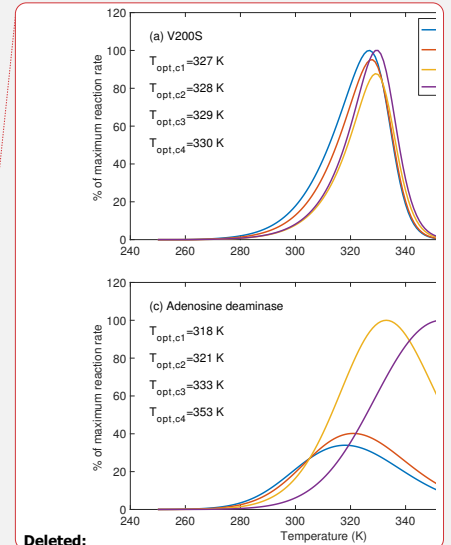 120
(a) V200S
100
T_opt,c1=327 K
80
T_opt,c2=328 K
60
T_opt,c3=329 K
40
T_opt,c4=330 K
20
0
% of maximum reaction rate
240 260 280 300 320 340
120
(c) Adenosine deaminase
100
T_opt,c1=318 K
80
T_opt,c2=321 K
60
T_opt,c3=333 K
40
T_opt,c4=353 K
20
0
% of maximum reaction rate
240 260 280 300 320 340
Temperature (K)
Deleted: